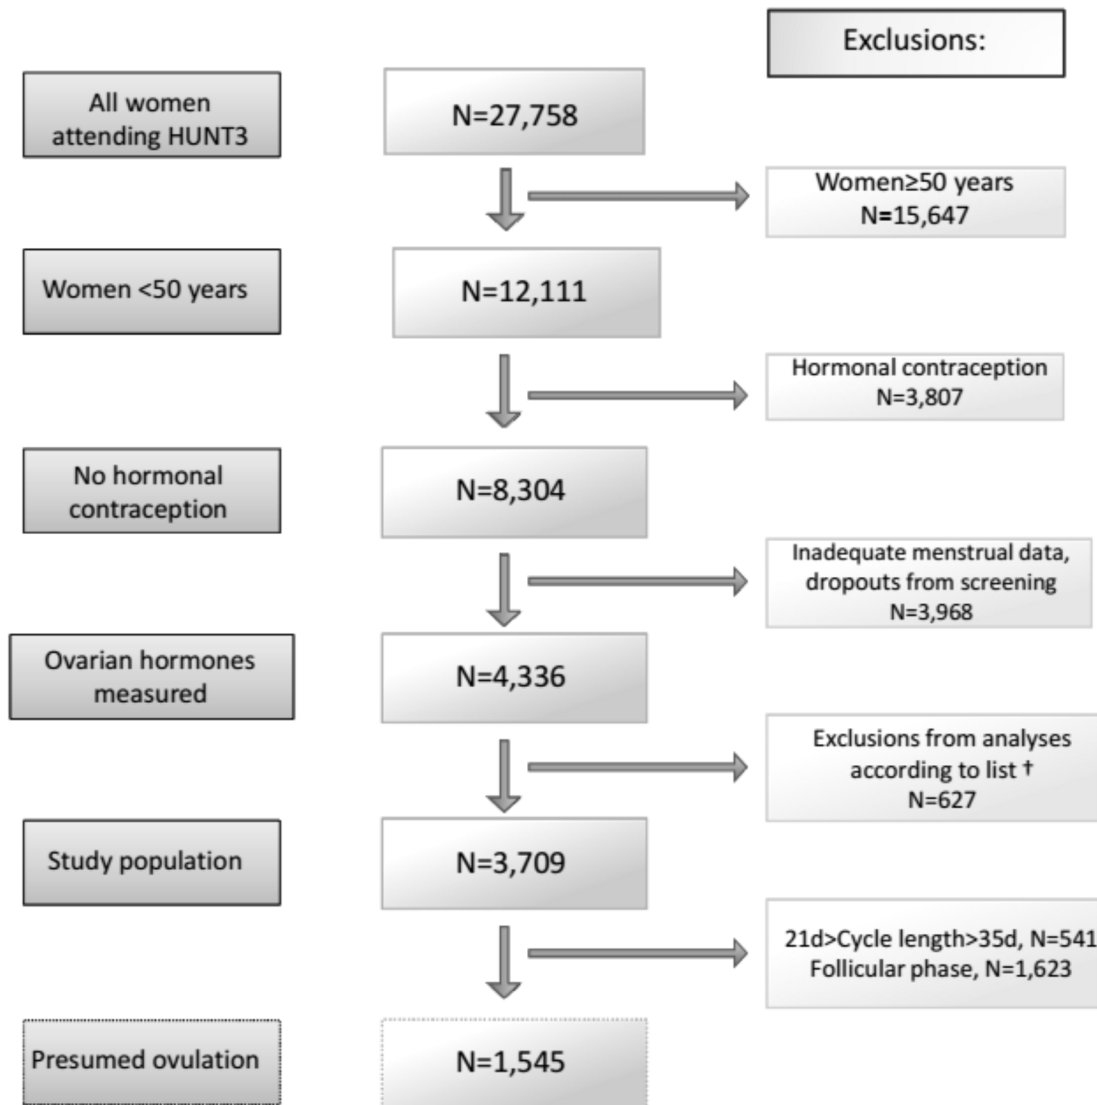 Exclusions:
All women
attending HUNT3
N=27,758
Women≥50 years
N=15,647
Women <50 years
N=12,111
Hormonal contraception
N=3,807
No hormonal
contraception
N=8,304
Inadequate menstrual data,
dropouts from screening
N=3,968
Ovarian hormones
measured
N=4,336
Exclusions from analyses
according to list †
N=627
Study population
N=3,709
21d>Cycle length>35d, N=541
Follicular phase, N=1,623
Presumed ovulation
N=1,545